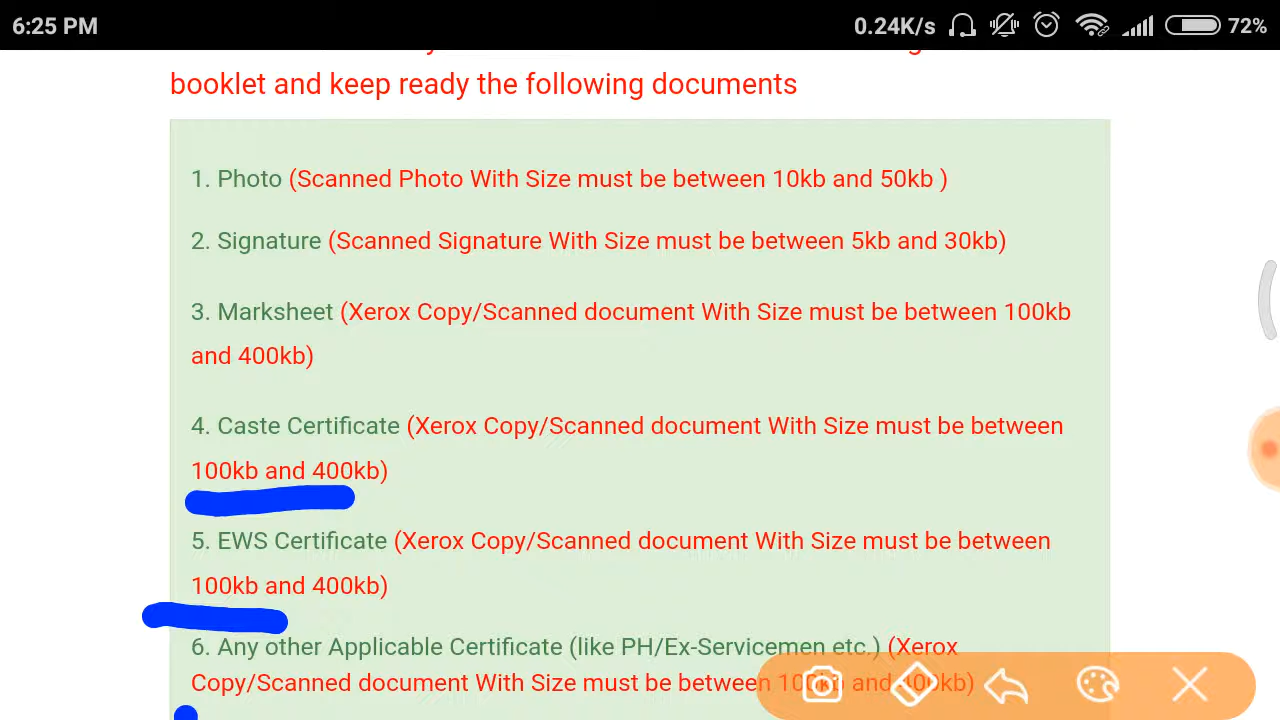 6:25 PM
0.24K/s
72%
booklet and keep ready the following documents
1. Photo (Scanned Photo With Size must be between 10kb and 50kb )
2. Signature (Scanned Signature With Size must be between 5kb and 30kb)
3. Marksheet (Xerox Copy/Scanned document With Size must be between 100kb
and 400kb)
4. Caste Certificate (Xerox Copy/Scanned document With Size must be between
100kb and 400kb)
5. EWS Certificate (Xerox Copy/Scanned document With Size must be between
100kb and 400kb)
6. Any other Applicable Certificate (like PH/Ex-Servicemen etc.) (Xerox
Copy/Scanned document With Size must be between 100kb and 400kb)